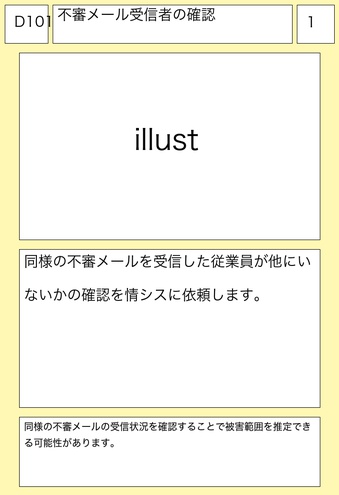 D101
不審メール受信者の確認
1
illust
同様の不審メールを受信した従業員が他にい
ないかの確認を情シスに依頼します。
同様の不審メールの受信状況を確認することで被害範囲を推定でき
る可能性があります。